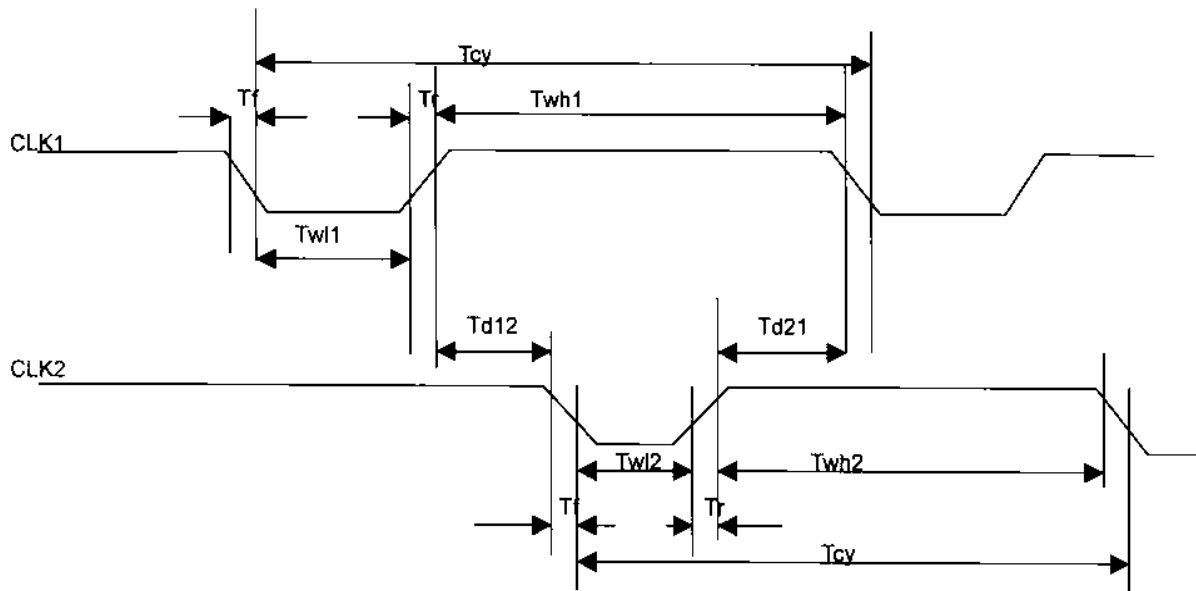 Tcy
Tf
Tr
Twh1
CLK1
Twl1
Td12
Td21
CLK2
Twl2
Twh2
Tf
Tr
Tcy